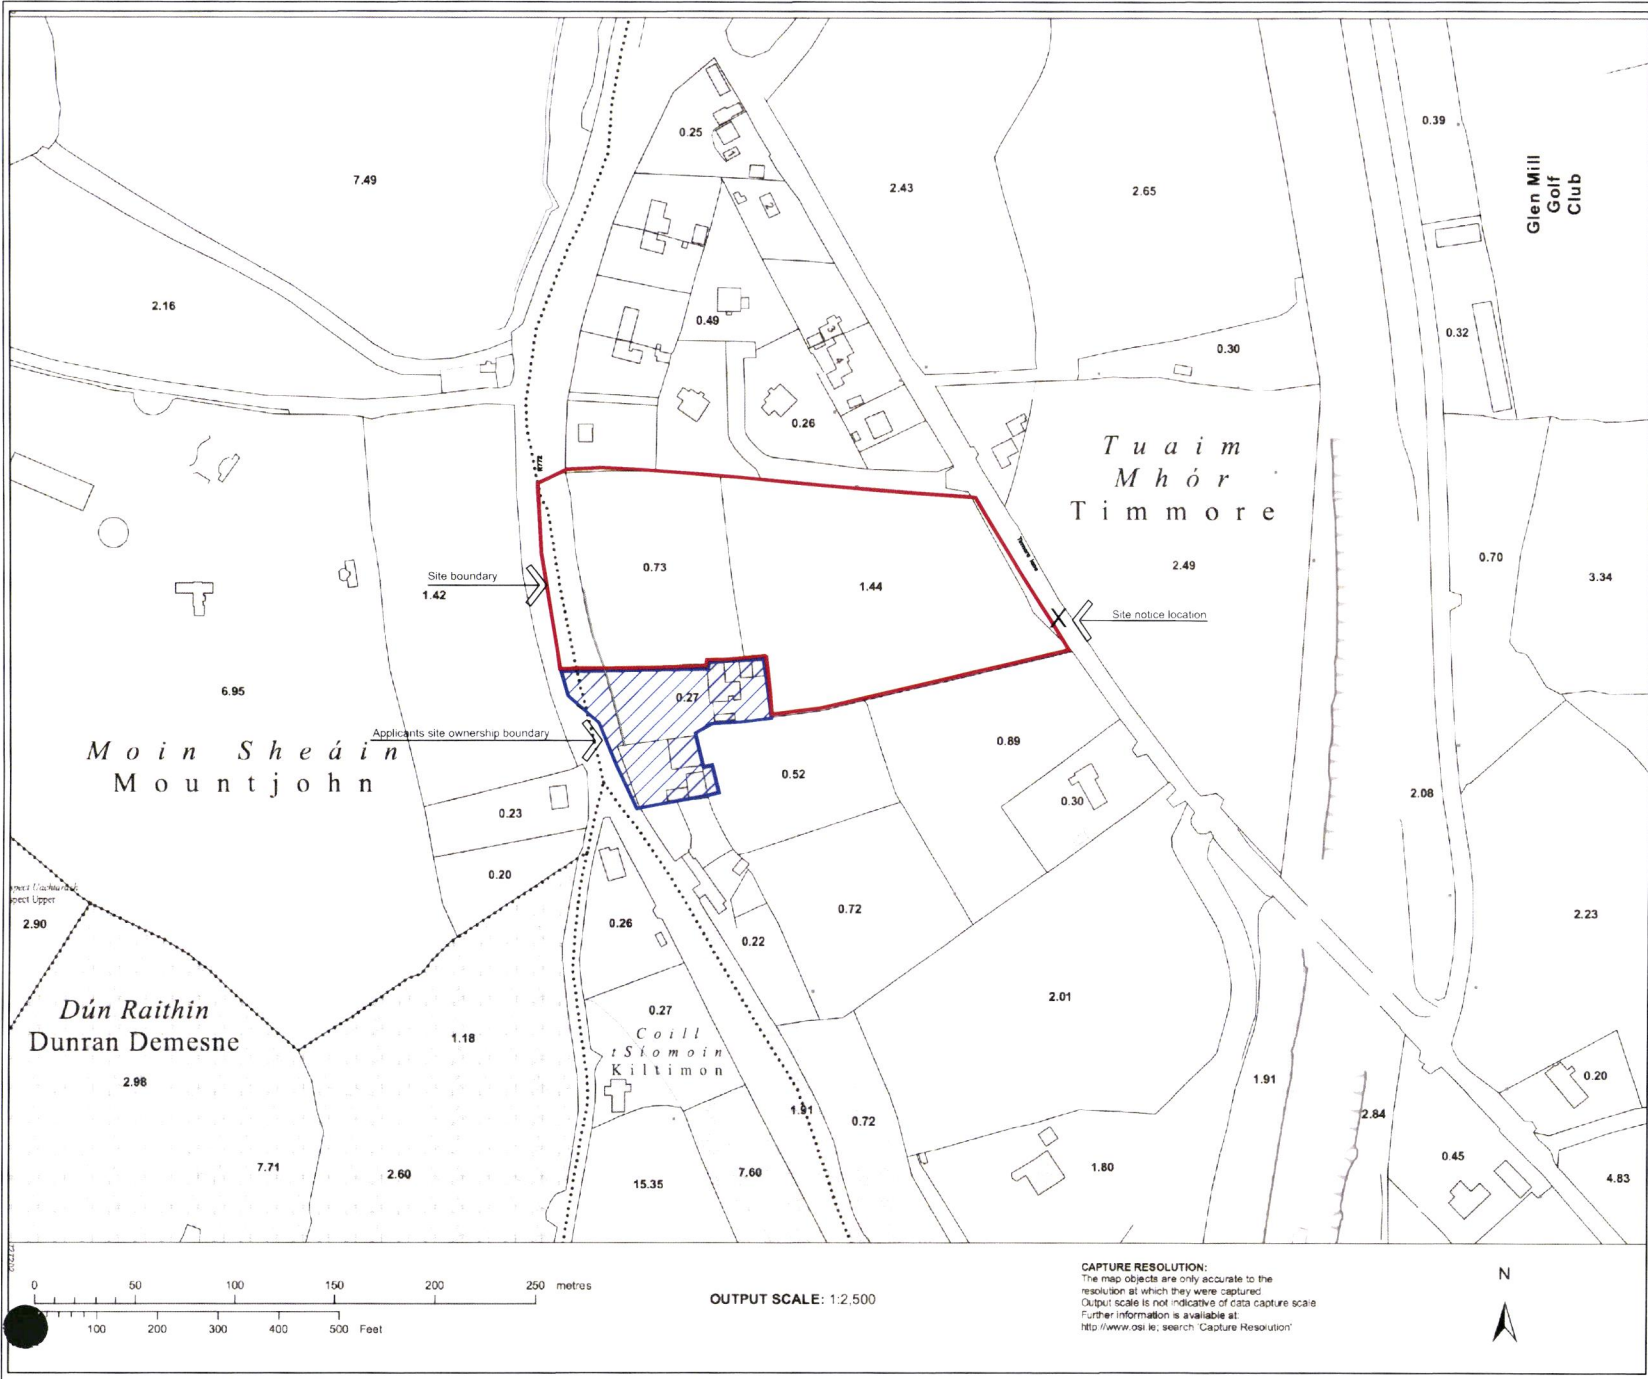 0.25
0.39
7.49
2.43
2.65
Glen Mill
Golf
Club
1
2
2.16
0.49
3
4
0.30
0.32
0.26
R772
Tuaim
Mhór
Timmore
0.73
1.44
2.49
0.70
3.34
Site boundary
1.42
Site notice location
6.95
0.27
Applicants site ownership boundary
Moin Sheáin
Mountjohn
0.89
0.52
0.30
2.08
0.23
0.20
pect Upper
2.90
0.26
0.72
0.22
2.23
Dún Raithin
Dunran Demesne
2.98
1.18
0.27
Coill
tSíomoin
Kiltimon
2.01
1.91
0.20
1.91
0.72
2.84
7.71
2.60
15.35
7.60
1.80
0.45
4.83
0 50 100 150 200 250 metres
100 200 300 400 500 Feet
OUTPUT SCALE: 1:2,500
CAPTURE RESOLUTION:
The map objects are only accurate to the
resolution at which they were captured
Output scale is not indicative of data capture scale
Further information is available at:
http://www.osi.ie; search 'Capture Resolution'
N